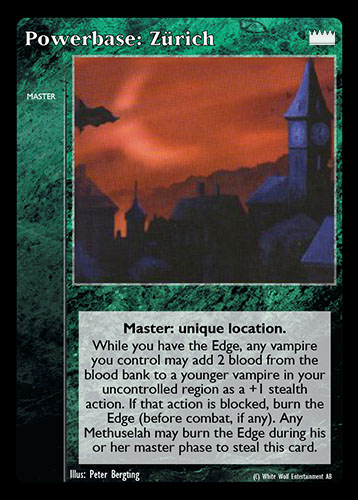 Powerbase: Zürich
MASTER
Master: unique location.
While you have the Edge, any vampire
you control may add 2 blood from the
blood bank to a younger vampire in your
uncontrolled region as a +1 stealth
action. If that action is blocked, burn the
Edge (before combat, if any). Any
Methuselah may burn the Edge during his
or her master phase to steal this card.
Illus: Peter Bergting
(C) White Wolf Entertainment AB